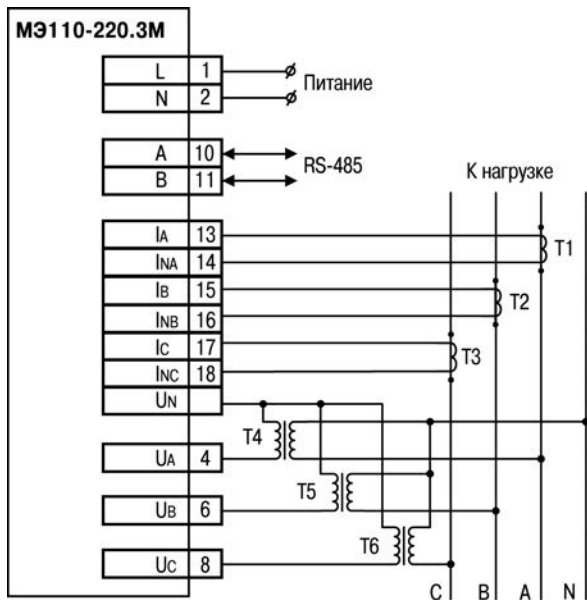 МЭ110-220.3М
L 1
N 2
Питание
A 10
B 11
RS-485
К нагрузке
IA 13
INA 14
T1
IB 15
INB 16
T2
IC 17
INC 18
T3
UN
T4
UA 4
T5
UB 6
T6
UC 8
C B A N